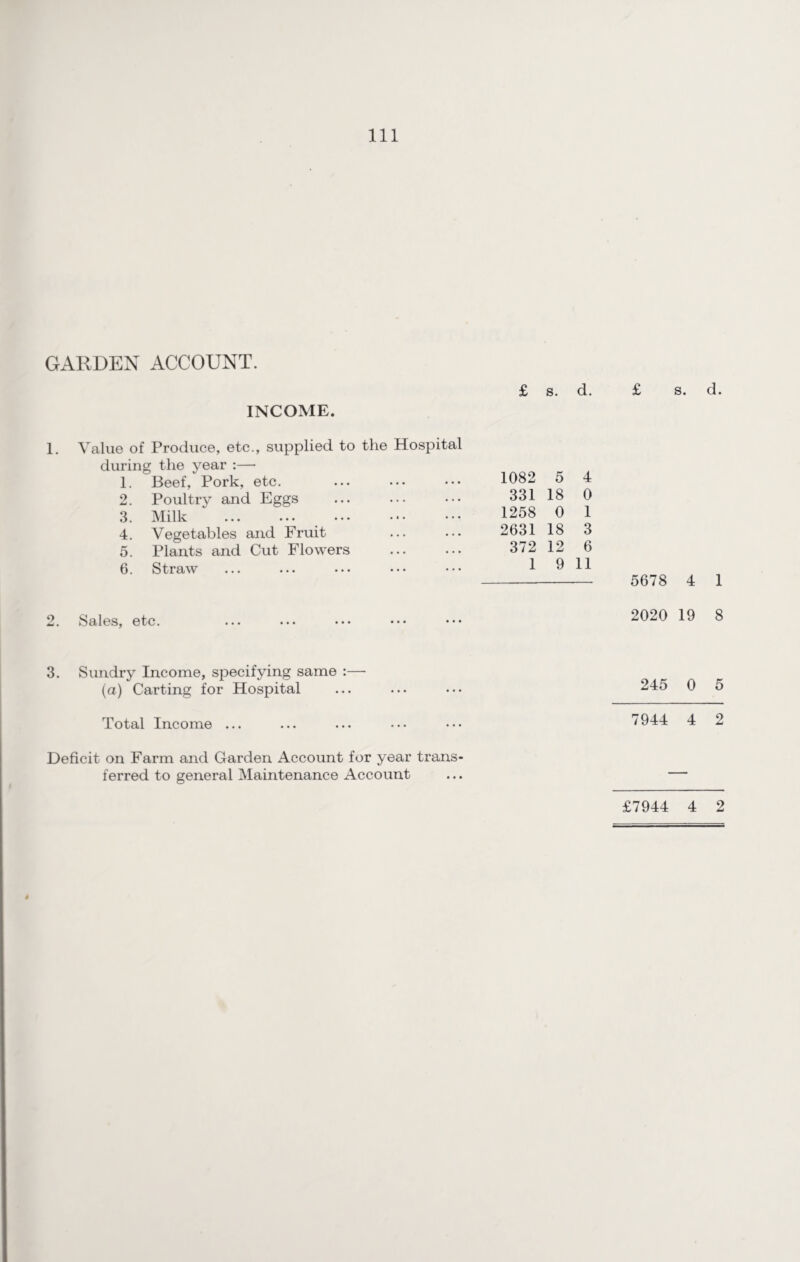 111
GARDEN ACCOUNT.
£ s. d. £ s. d.
INCOME.
1. Value of Produce, etc., supplied to the Hospital
during the year :—
1. Beef, Pork, etc. ... ... ... 1082 5 4
2. Poultry and Eggs ... ... ... 331 18 0
3. Milk ... ... ... ... ... 1258 0 1
4. Vegetables and Fruit ... ... 2631 18 3
5. Plants and Cut Flowers ... ... 372 12 6
6. Straw ... ... ... ... ... 1 9 11
5678 4 1
2. Sales, etc. ... ... ... ... ... 2020 19 8
3. Sundry Income, specifying same :—
(a) Carting for Hospital ... ... ... 245 0 5
Total Income ... ... ... ... ... 7944 4 2
Deficit on Farm and Garden Account for year trans-
ferred to general Maintenance Account ... —
£7944 4 2